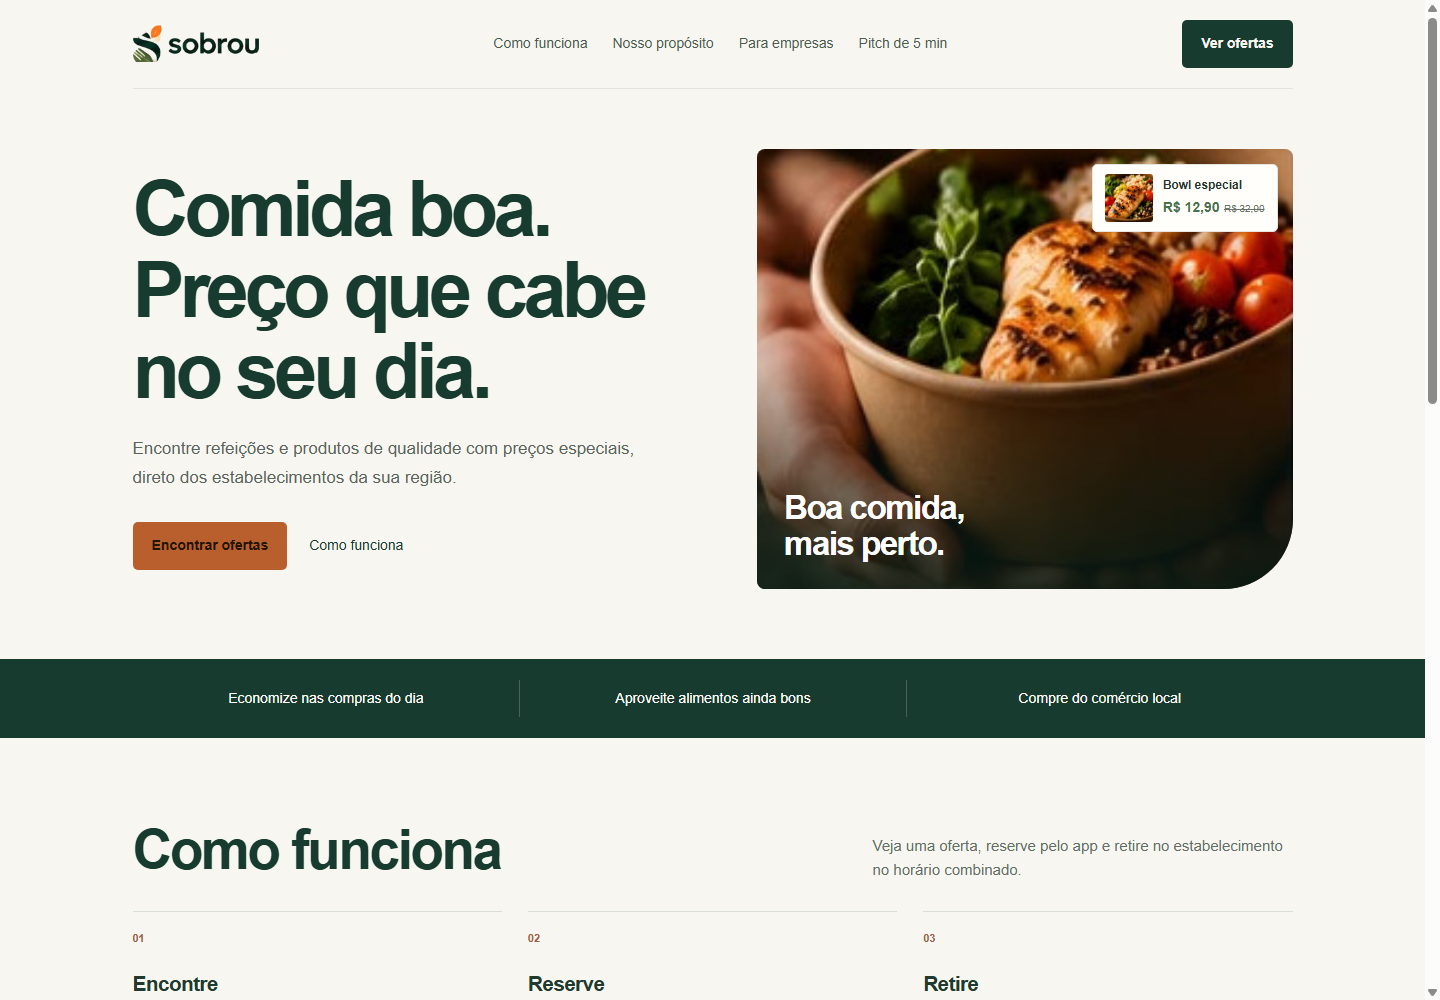 sobrou
Como funciona
Nosso propósito
Para empresas
Pitch de 5 min
Ver ofertas
Comida boa.
Preço que cabe
no seu dia.
Encontre refeições e produtos de qualidade com preços especiais,
direto dos estabelecimentos da sua região.
Encontrar ofertas
Como funciona
Bowl especial
R$ 12,90 R$ 32,00
Boa comida,
mais perto.
Economize nas compras do dia
Aproveite alimentos ainda bons
Compre do comércio local
Como funciona
Veja uma oferta, reserve pelo app e retire no estabelecimento
no horário combinado.
01
Encontre
02
Reserve
03
Retire